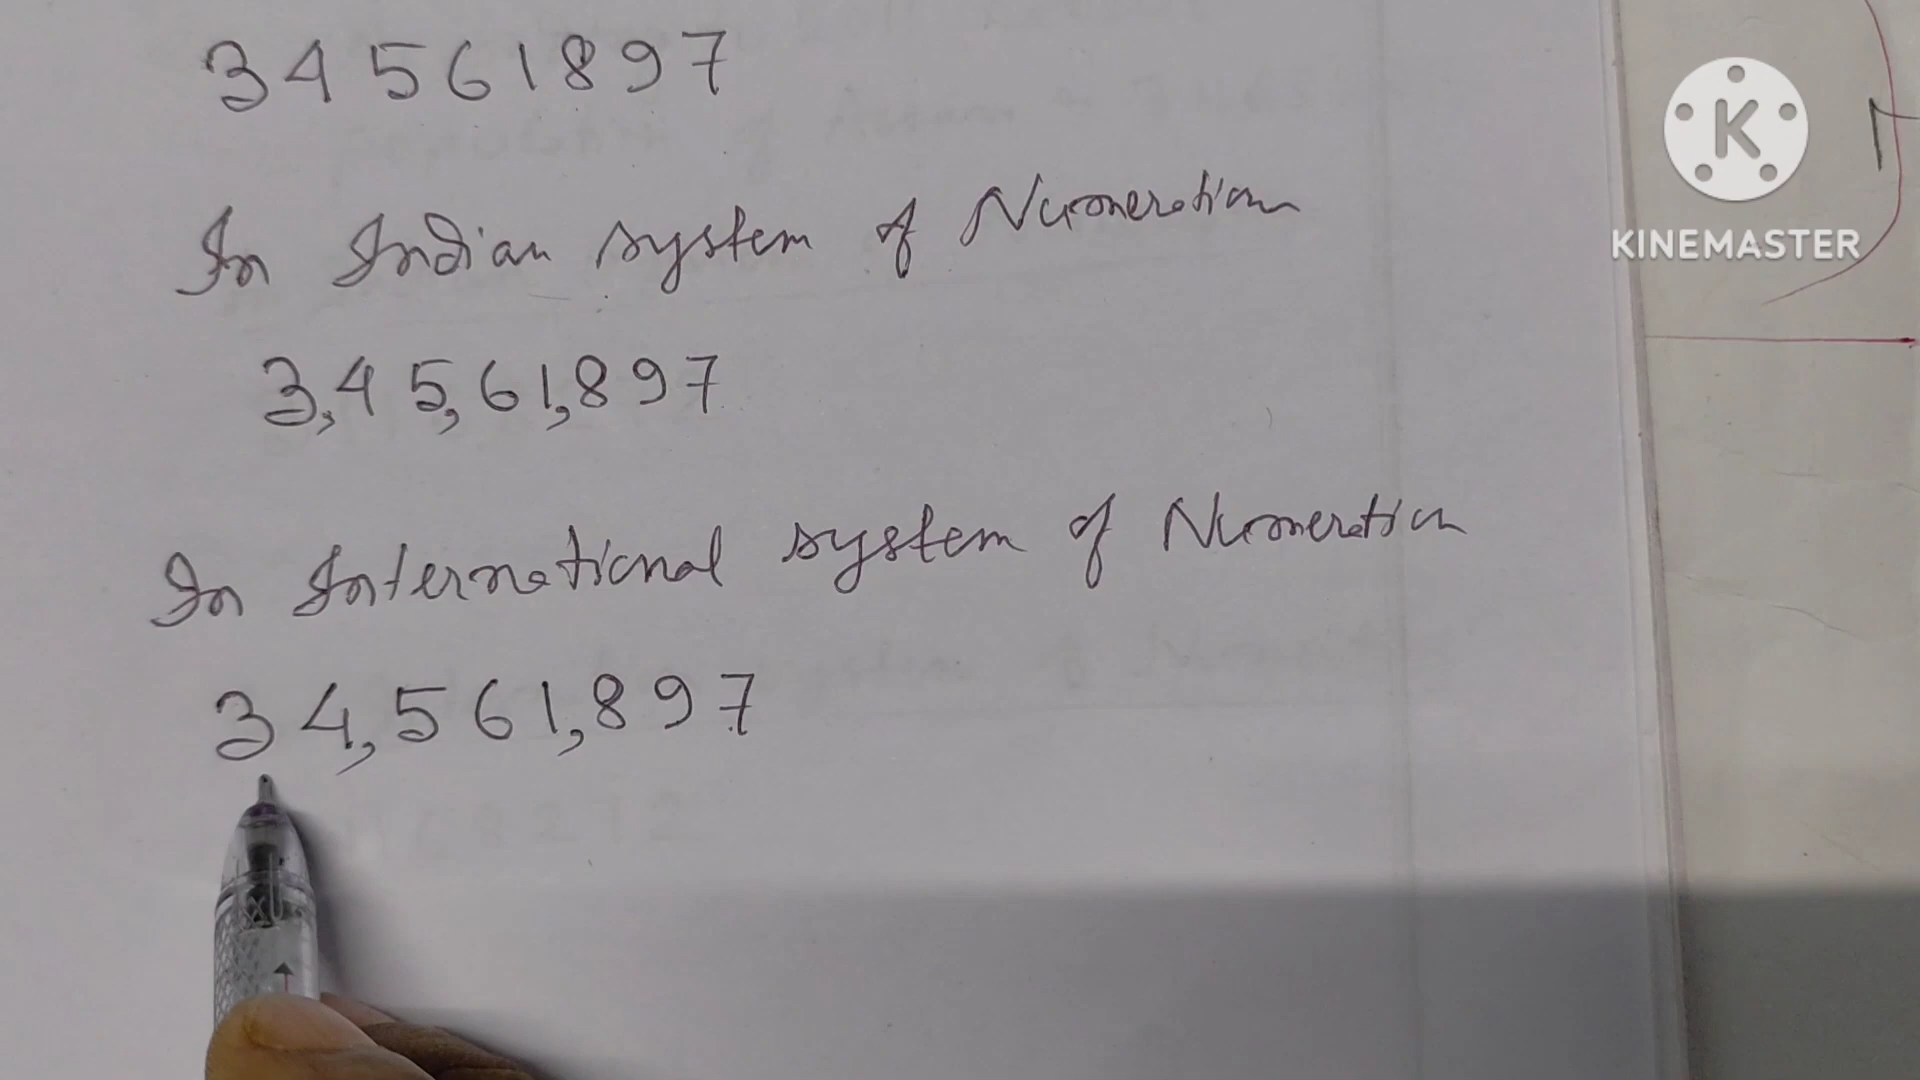 34561897
In Indian system of Numeration
3,45,61,897
In International system of Numeration
34,561,897
K
KINEMASTER